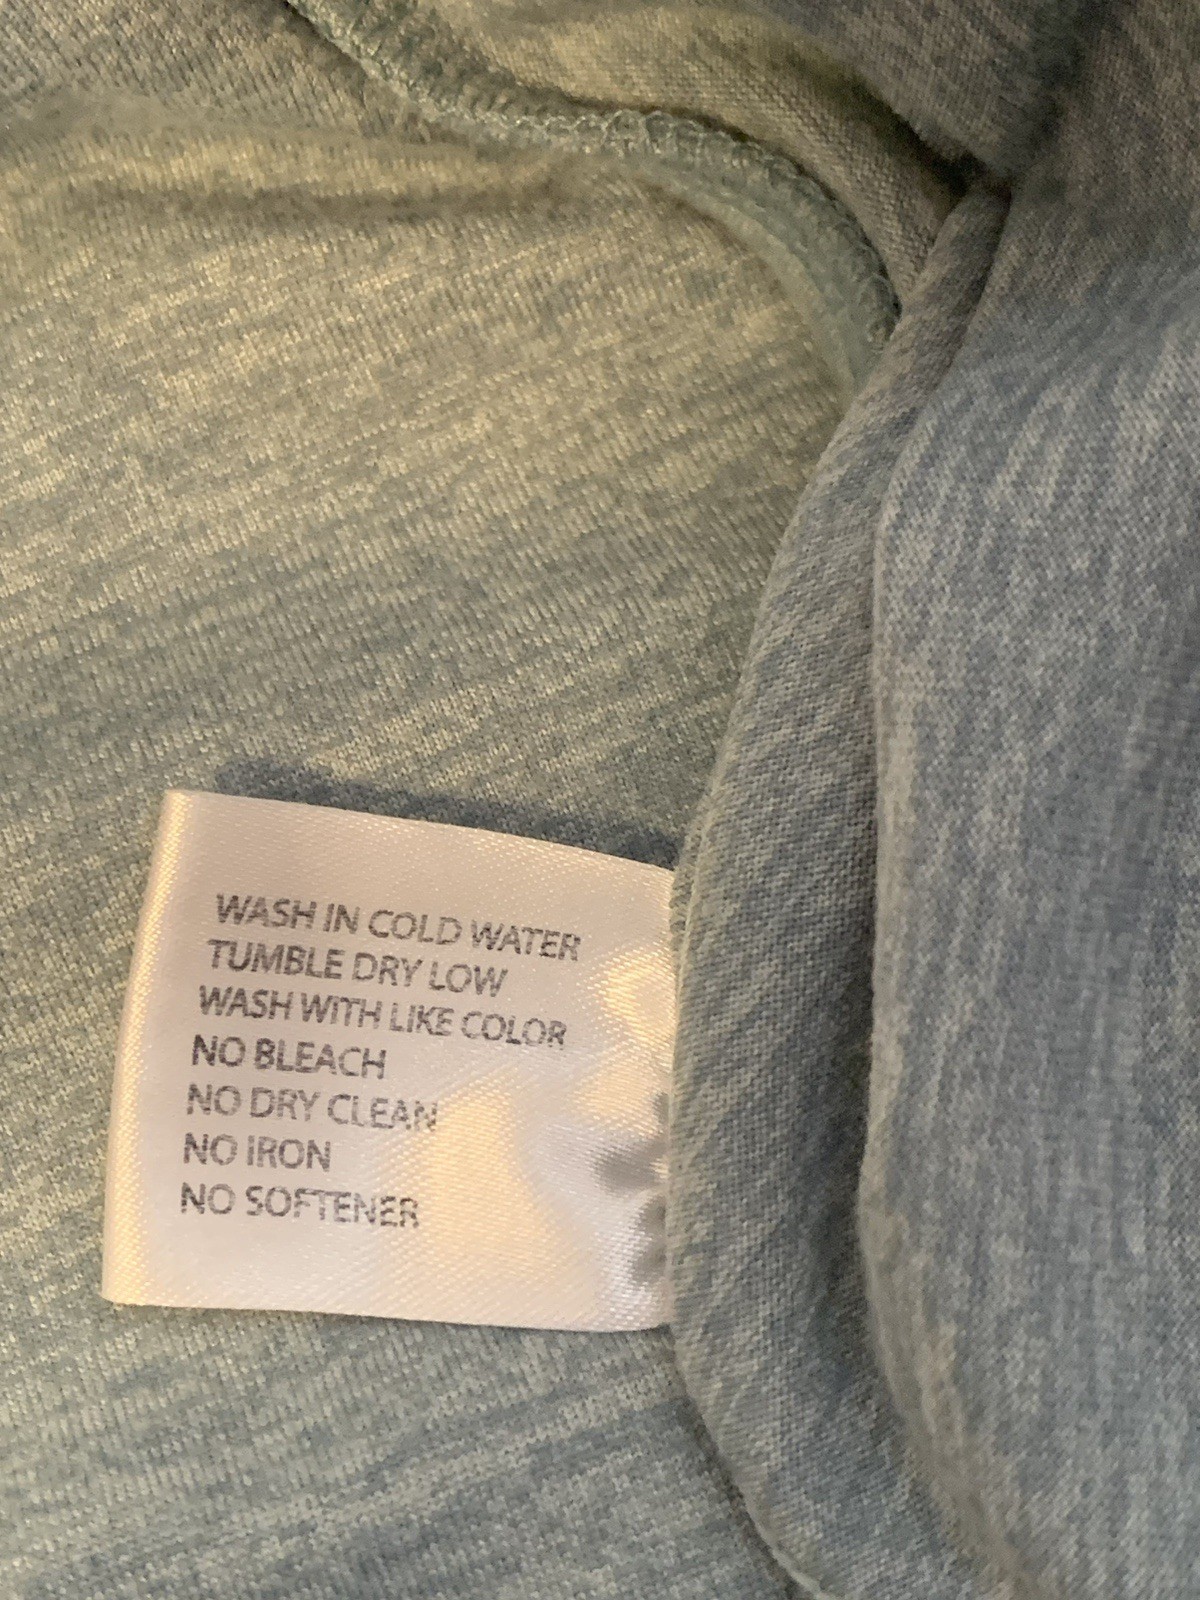 WASH IN COLD WATER
TUMBLE DRY LOW
WASH WITH LIKE COLOR
NO BLEACH
NO DRY CLEAN
NO IRON
NO SOFTENER